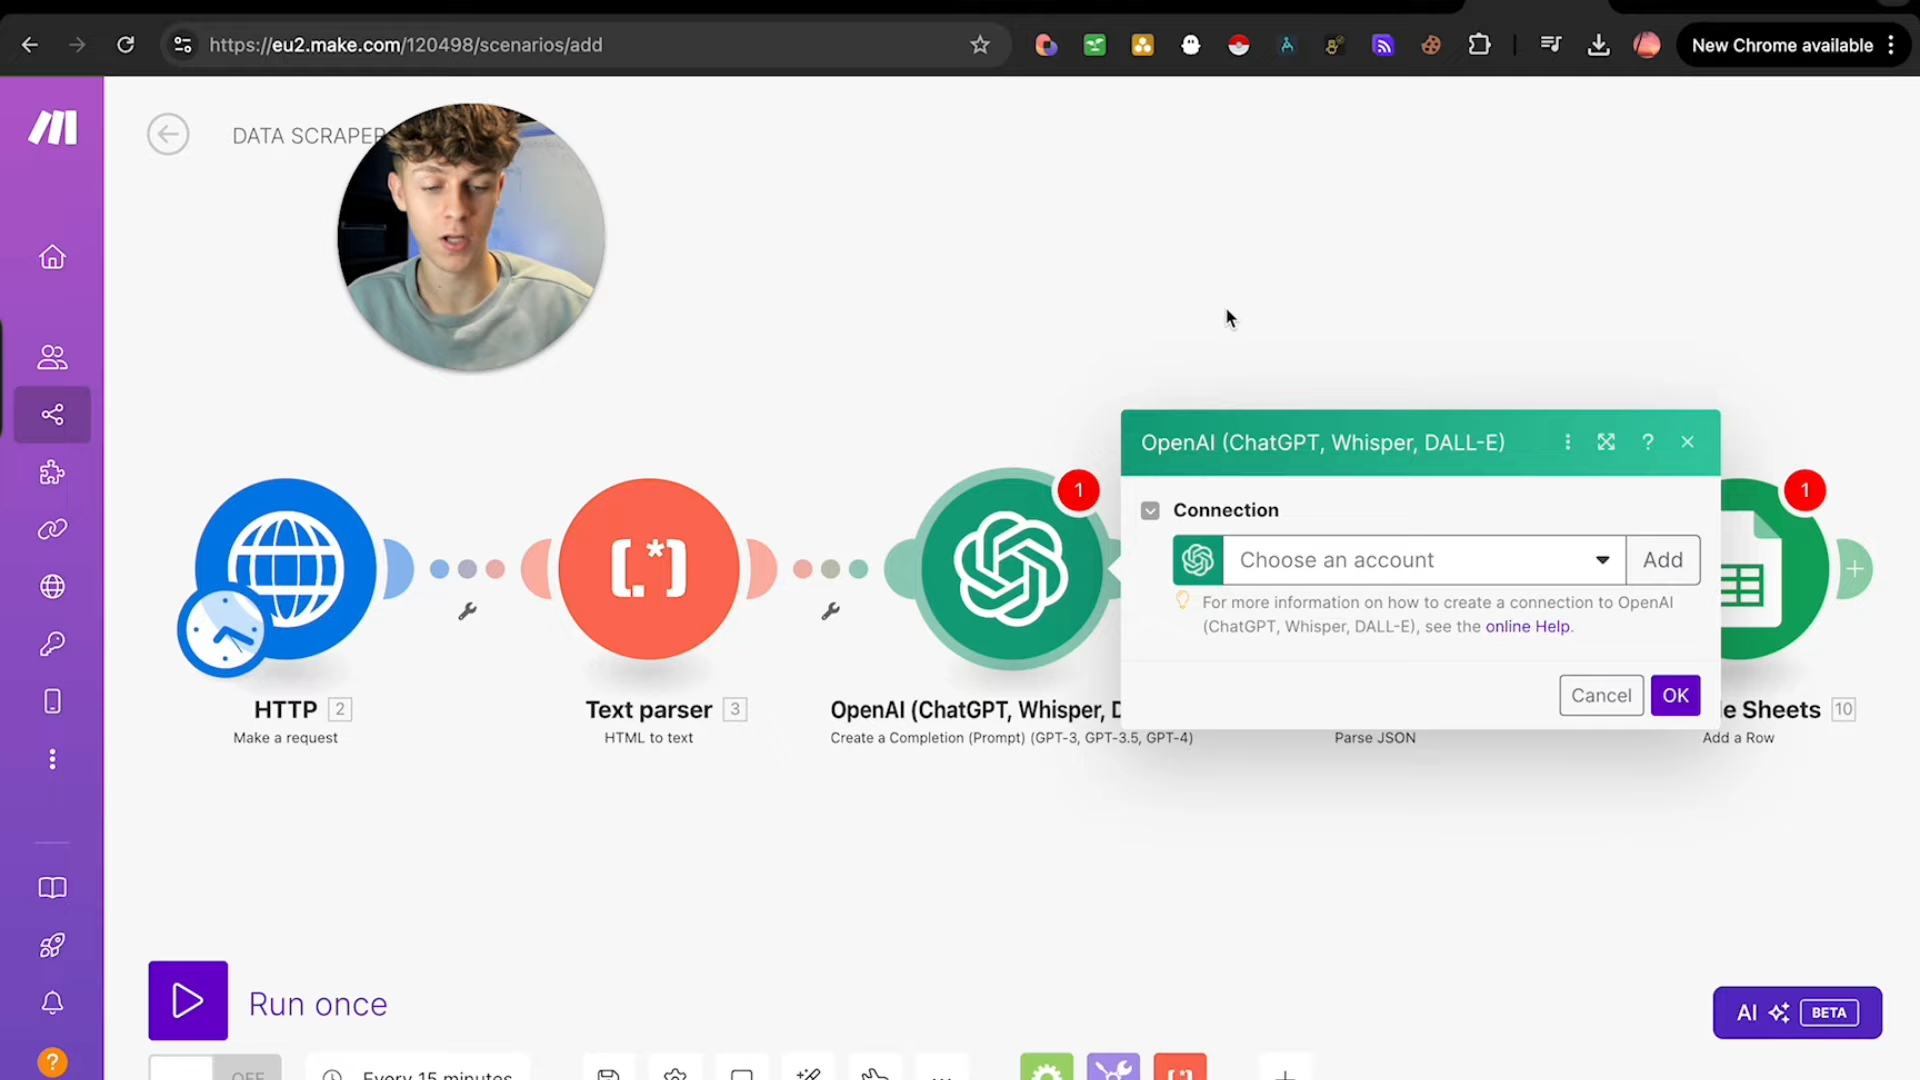 https://eu2.make.com/120498/scenarios/add
New Chrome available
DATA SCRAPER
OpenAI (ChatGPT, Whisper, DALL-E)
?
1
1
Connection
Choose an account
Add
For more information on how to create a connection to OpenAI
(ChatGPT, Whisper, DALL-E), see the online Help.
Cancel
OK
HTTP 2
Make a request
Text parser 3
HTML to text
OpenAI (ChatGPT, Whisper, D
Create a Completion (Prompt) (GPT-3, GPT-3.5, GPT-4)
Parse JSON
e Sheets 10
Add a Row
Run once
AI BETA
?
OFF
Every 15 minutes